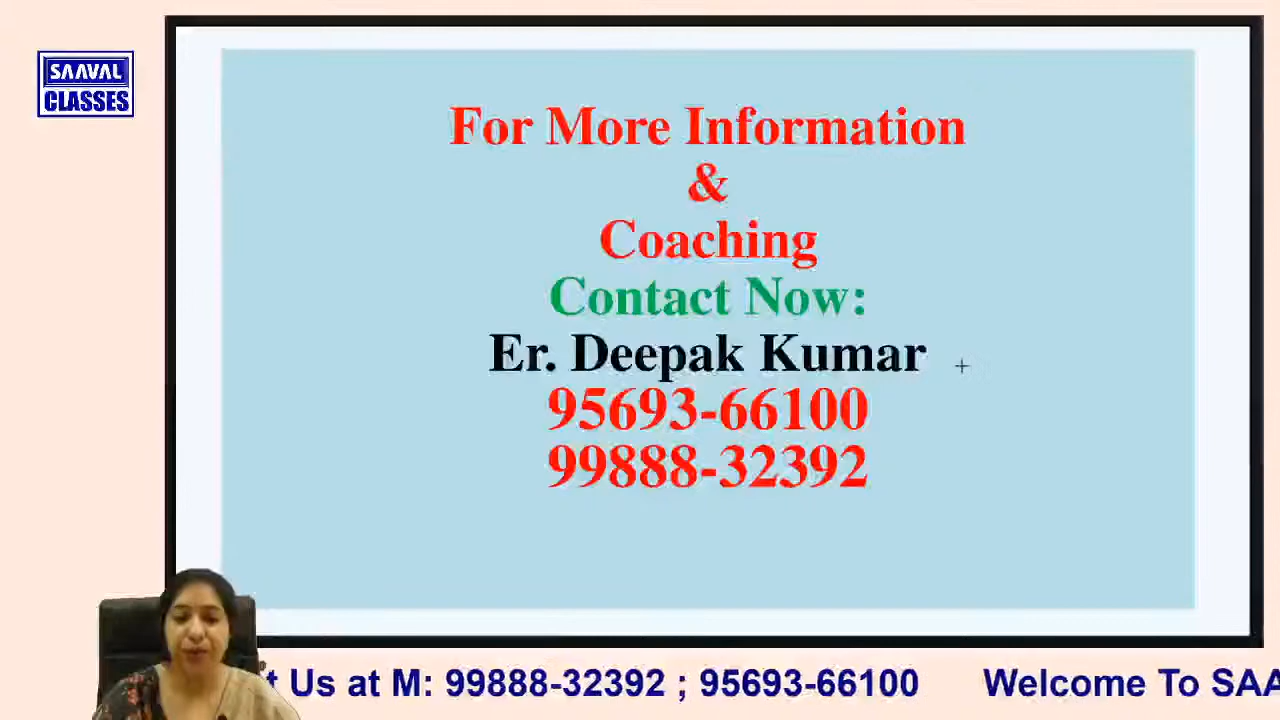 SAAVAL
CLASSES
For More Information
&
Coaching
Contact Now:
Er. Deepak Kumar
95693-66100
99888-32392
Us at M: 99888-32392 ; 95693-66100 Welcome To